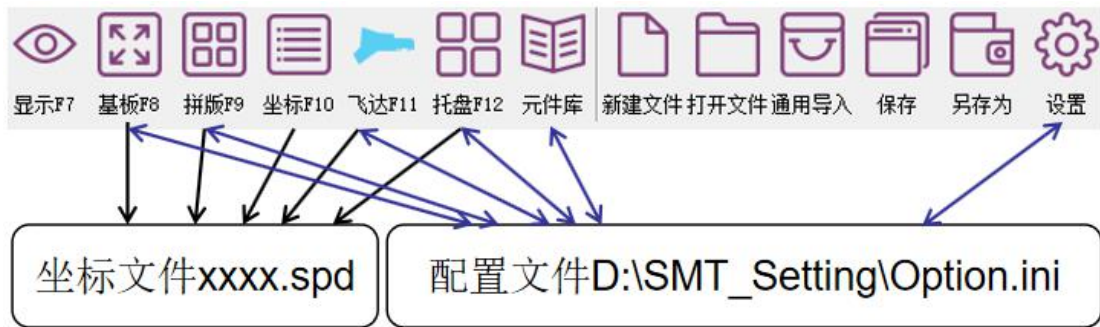 显示F7 基板F8 拼版F9 坐标F10 飞达F11 托盘F12 元件库 新建文件 打开文件 通用导入 保存 另存为 设置
坐标文件xxxx.spd 配置文件D:\SMT_Setting\Option.ini